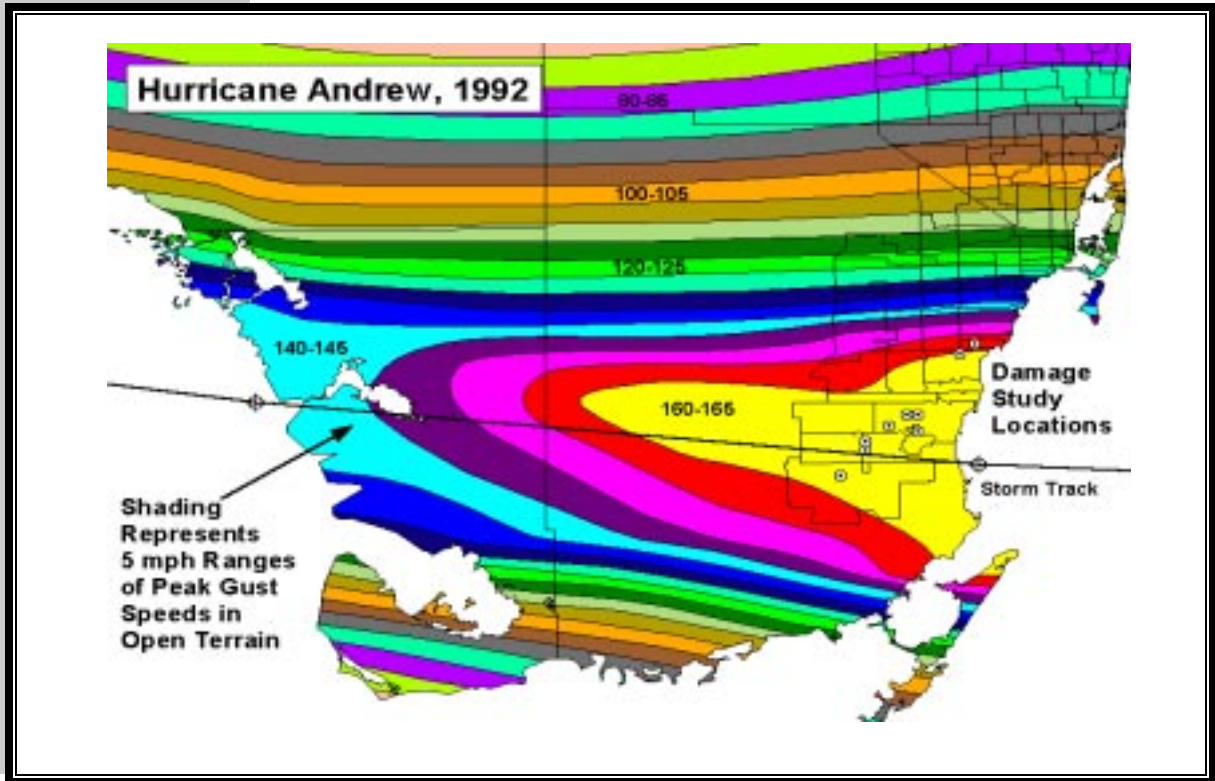 Hurricane Andrew, 1992
80-85
100-105
120-125
140-145
160-165
Damage
Study
Locations
Storm Track
Shading
Represents
5 mph Ranges
of Peak Gust
Speeds in
Open Terrain